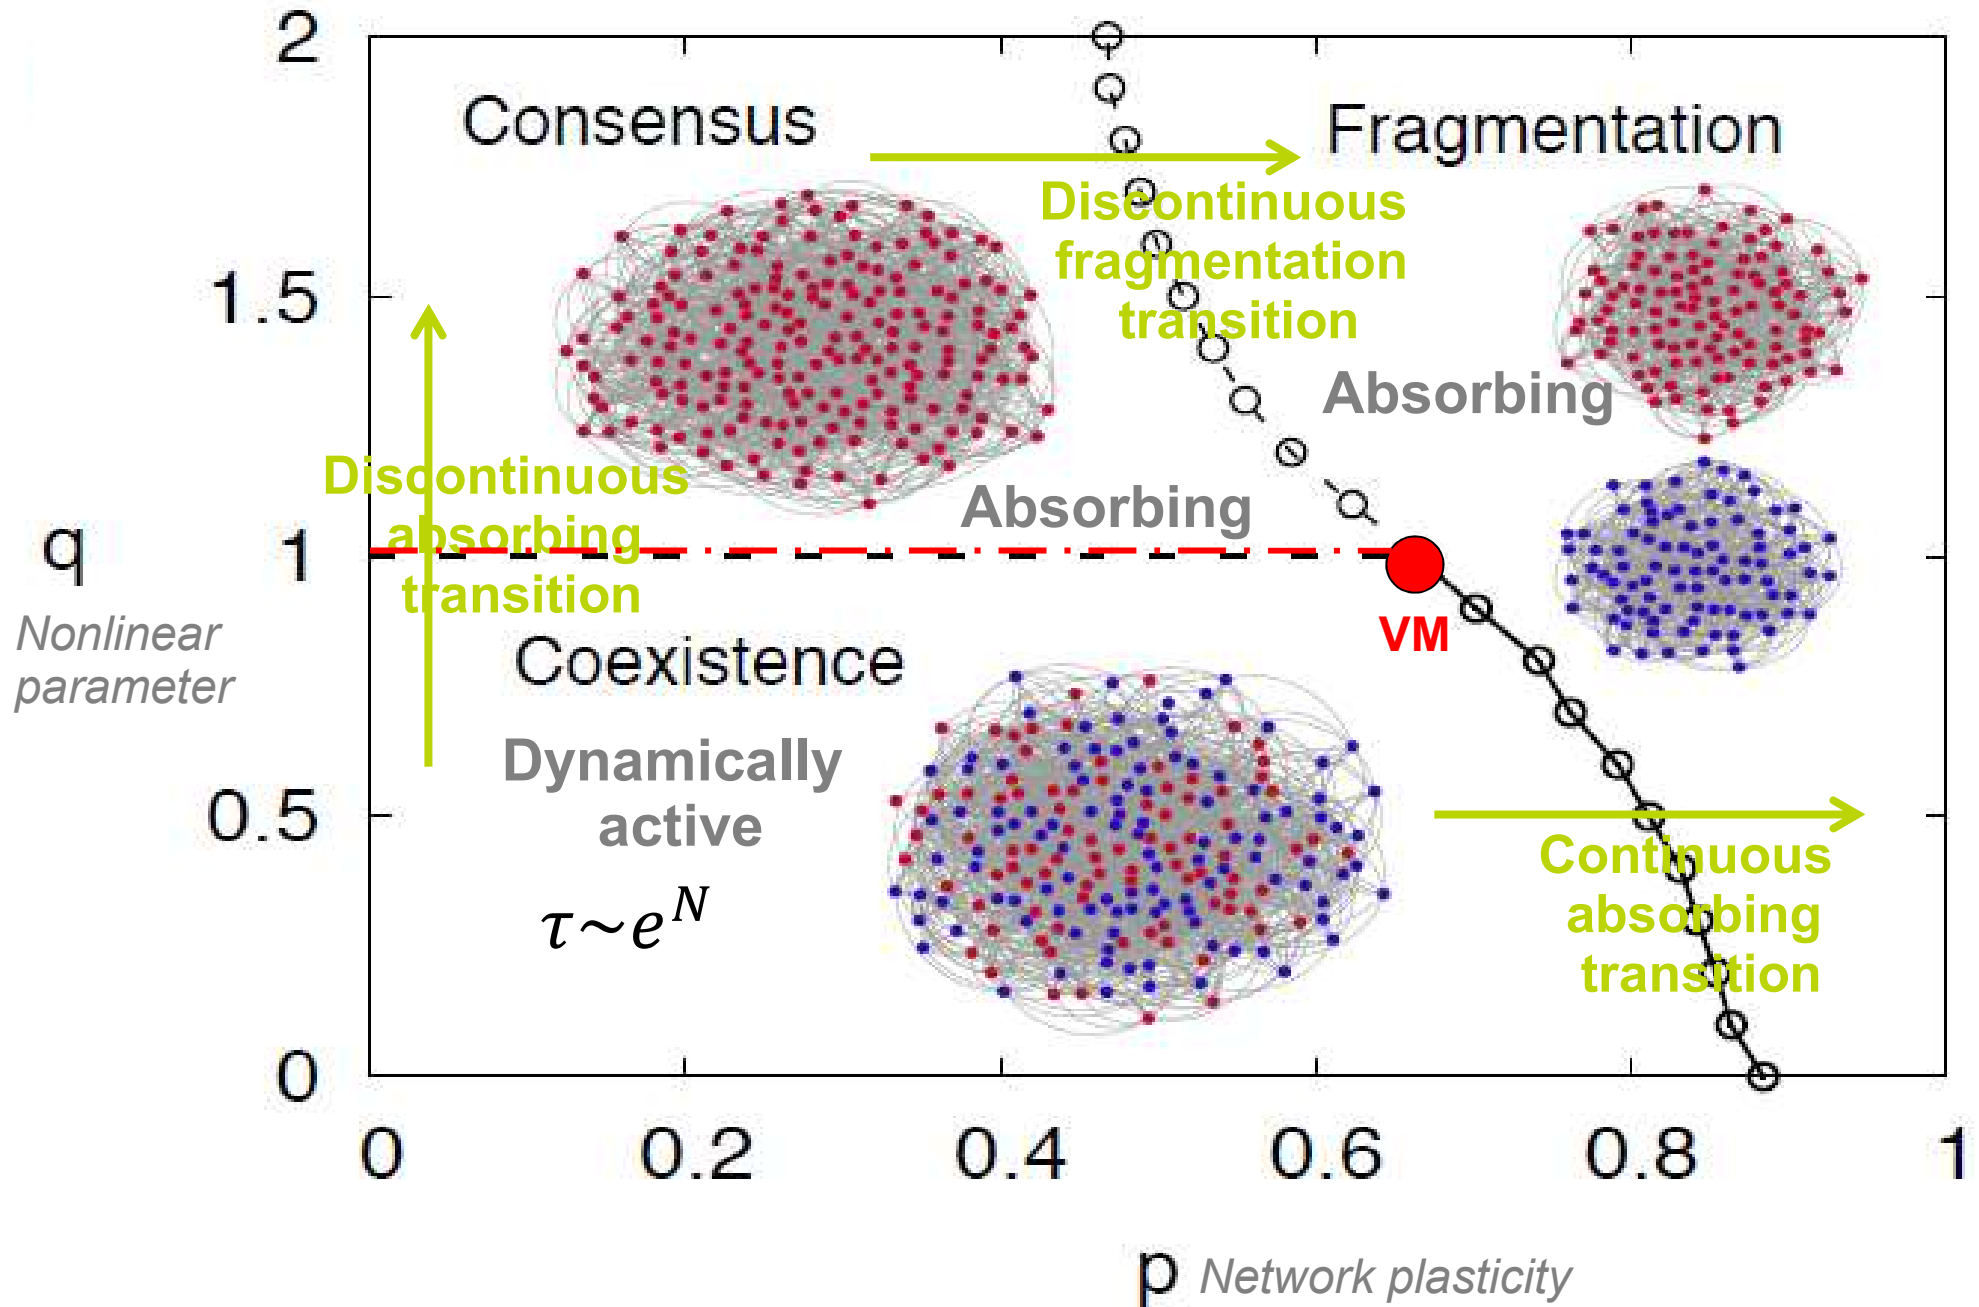 2
Consensus
Fragmentation
Discontinuous
fragmentation
transition
1.5
Absorbing
Discontinuous
absorbing
transition
Absorbing
q
1
Nonlinear
parameter
VM
Coexistence
Dynamically
active
τ~e^N
0.5
Continuous
absorbing
transition
0
0 0.2 0.4 0.6 0.8 1
p Network plasticity